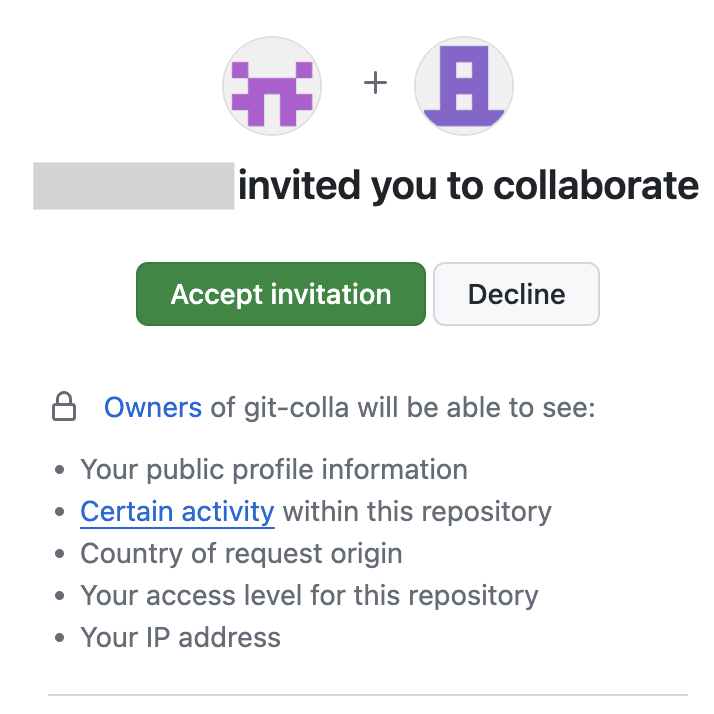 invited you to collaborate
Accept invitation
Decline
Owners of git-colla will be able to see:
• Your public profile information
• Certain activity within this repository
• Country of request origin
• Your access level for this repository
• Your IP address